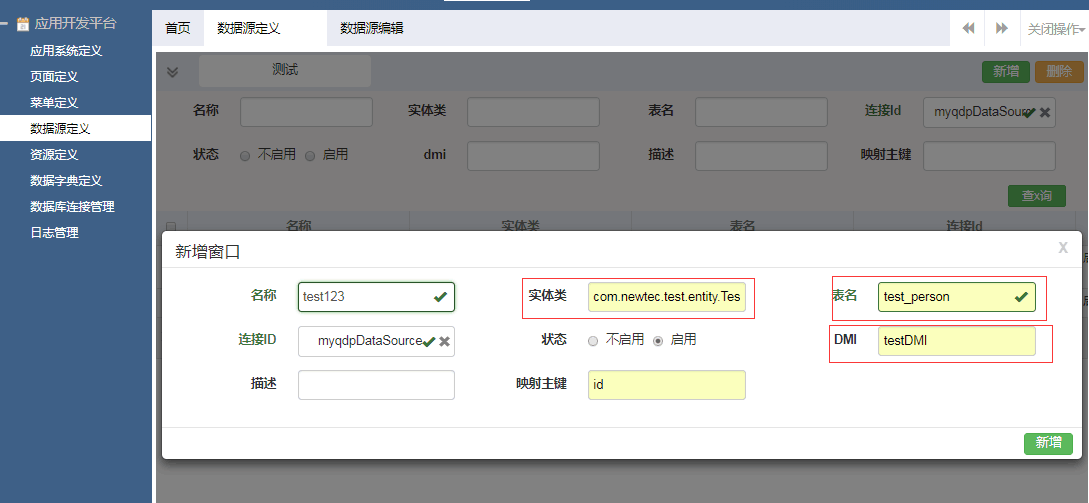 应用开发平台
应用系统定义
页面定义
菜单定义
数据源定义
资源定义
数据字典定义
数据库连接管理
日志管理
首页 数据源定义 数据源编辑 关闭操作
测试 新增 删除
名称 实体类 表名 连接Id myqdpDataSourc
状态 不启用 启用 dmi 描述 映射主键
查x询
名称 实体类 表名 连接Id
新增窗口 X
名称 test123 实体类 com.newtec.test.entity.Tes 表名 test_person
连接ID myqdpDataSource 状态 不启用 启用 DMI testDMI
描述 映射主键 id
新增